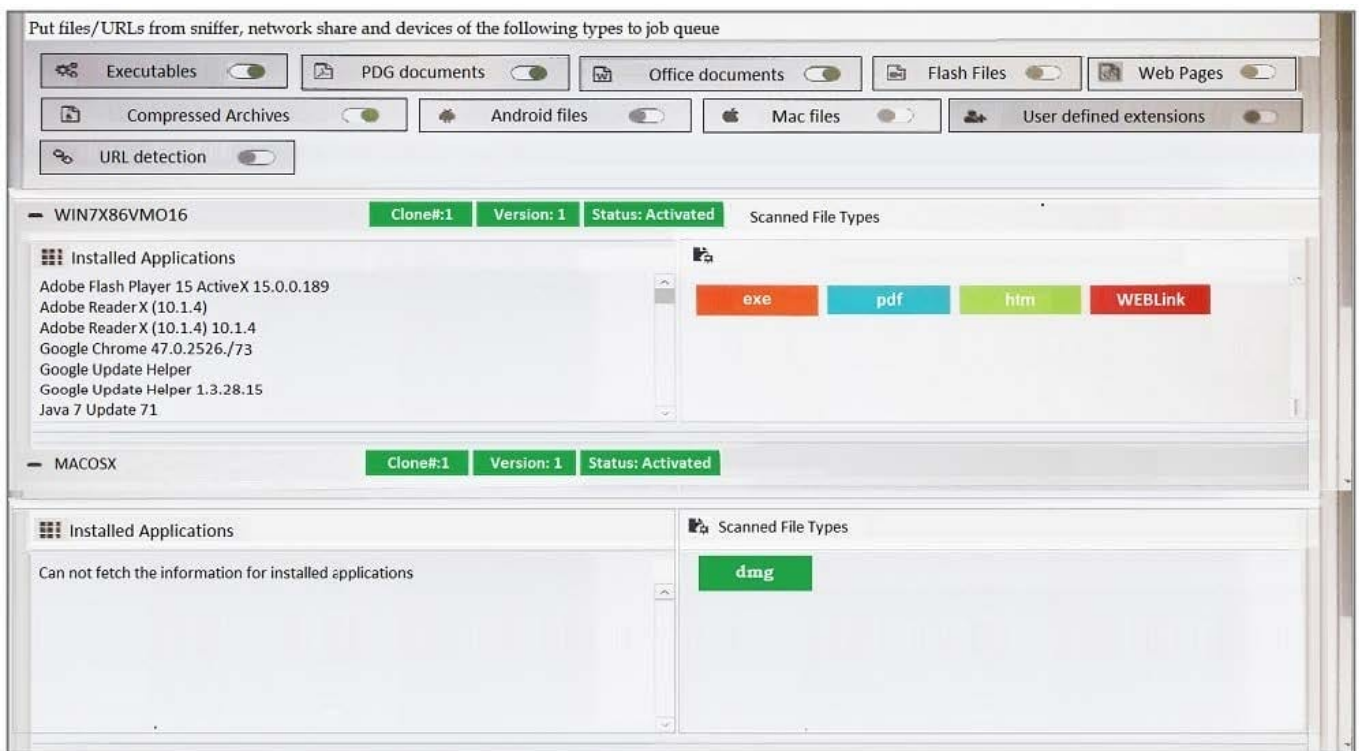 Put files/URLs from sniffer, network share and devices of the following types to job queue
Executables PDG documents Office documents Flash Files Web Pages
Compressed Archives Android files Mac files User defined extensions
URL detection
WIN7X86VMO16 Clone#:1 Version: 1 Status: Activated Scanned File Types
Installed Applications
Adobe Flash Player 15 ActiveX 15.0.0.189
Adobe Reader X (10.1.4)
Adobe Reader X (10.1.4) 10.1.4
Google Chrome 47.0.2526./73
Google Update Helper
Google Update Helper 1.3.28.15
Java 7 Update 71
exe pdf htm WEBLink
MACOSX Clone#:1 Version: 1 Status: Activated
Installed Applications
Can not fetch the information for installed applications
Scanned File Types
dmg